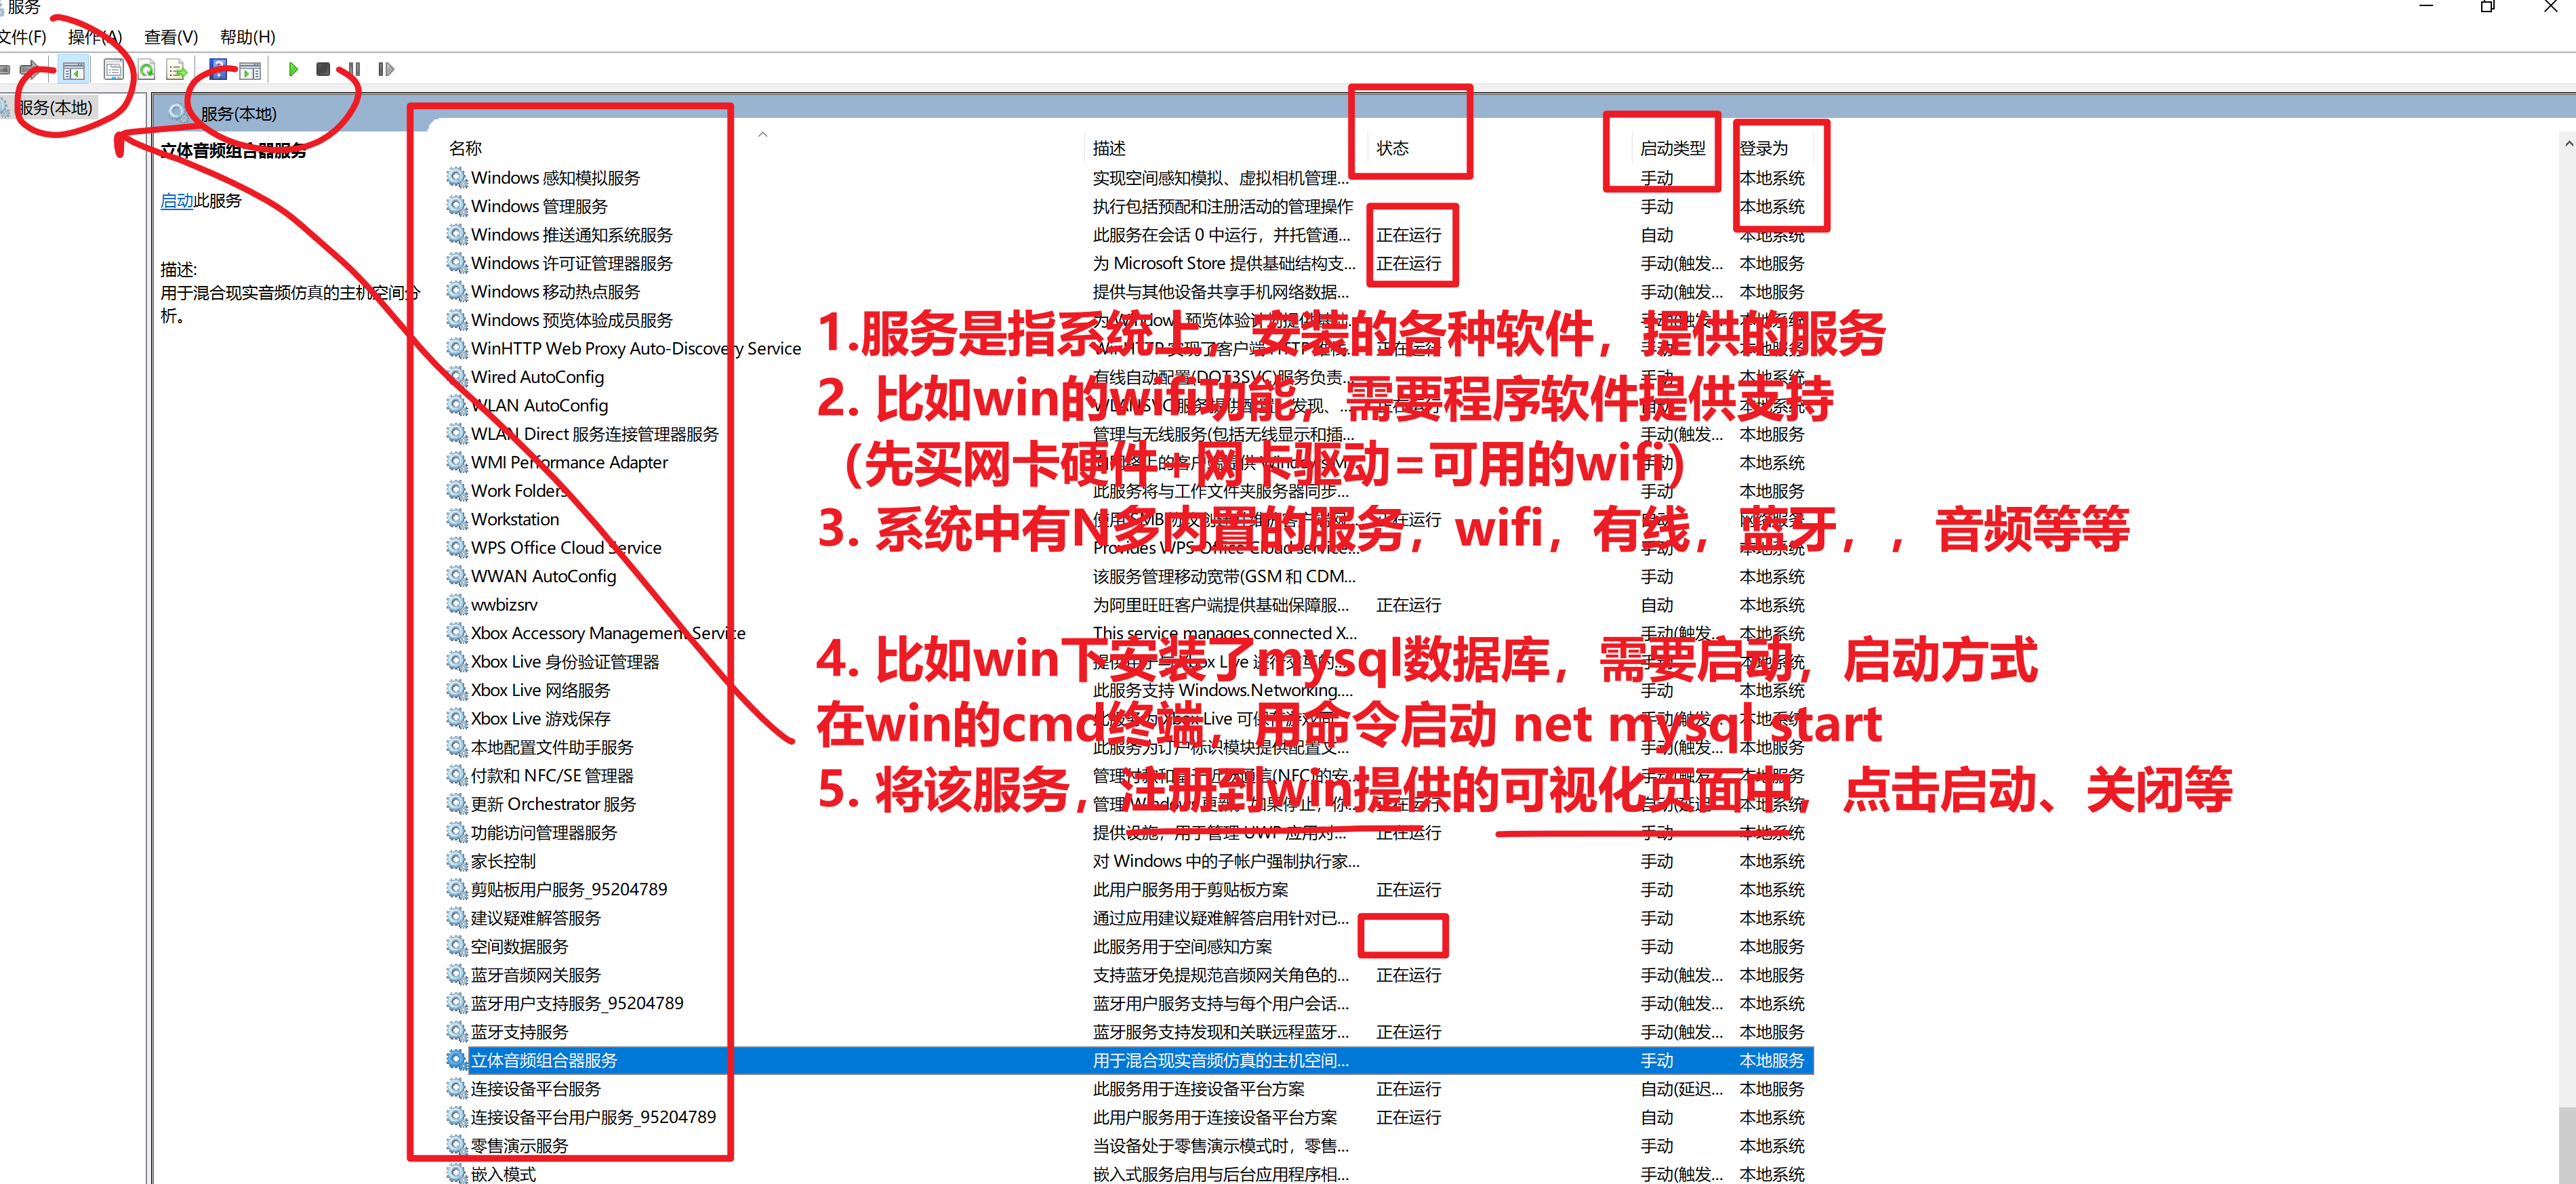 服务
文件(F) 操作(A) 查看(V) 帮助(H)
服务(本地)
服务(本地)
立体音频组合器服务
启动此服务
描述:
用于混合现实音频仿真的主机空间分
析。
名称 描述 状态 启动类型 登录为
Windows 感知模拟服务 实现空间感知模拟、虚拟相机管理... 手动 本地系统
Windows 管理服务 执行包括预配和注册活动的管理操作 手动 本地系统
Windows 推送通知系统服务 此服务在会话 0 中运行，并托管通... 正在运行 自动 本地系统
Windows 许可证管理器服务 为 Microsoft Store 提供基础结构支... 正在运行 手动(触发... 本地服务
Windows 移动热点服务 提供与其他设备共享手机网络数据... 手动(触发... 本地服务
Windows 预览体验成员服务 手动(触发... 本地系统
WinHTTP Web Proxy Auto-Discovery Service 正在运行 手动 本地服务
Wired AutoConfig 有线自动配置(DOT3SVC)服务负责... 手动 本地系统
WLAN AutoConfig 正在运行 自动 本地系统
WLAN Direct 服务连接管理器服务 管理与无线服务(包括无线显示和插... 手动(触发... 本地服务
WMI Performance Adapter 手动 本地系统
Work Folders 此服务将与工作文件夹服务器同步... 手动 本地服务
Workstation 正在运行 自动 网络服务
WPS Office Cloud Service Provides WPS Office Cloud service... 手动 本地系统
WWAN AutoConfig 该服务管理移动宽带(GSM 和 CDM... 手动 本地系统
wwbizsrv 为阿里旺旺客户端提供基础保障服... 正在运行 自动 本地系统
Xbox Accessory Management Service This service manages connected X... 手动(触发... 本地系统
Xbox Live 身份验证管理器 手动 本地系统
Xbox Live 网络服务 此服务支持 Windows.Networking.... 手动 本地系统
Xbox Live 游戏保存 手动(触发... 本地系统
本地配置文件助手服务 手动(触发... 本地系统
付款和 NFC/SE 管理器 手动(触发... 本地服务
更新 Orchestrator 服务 正在运行 自动(延迟... 本地系统
功能访问管理器服务 提供设施，用于管理 UWP 应用对... 正在运行 手动 本地系统
家长控制 对 Windows 中的子帐户强制执行家... 手动 本地系统
剪贴板用户服务_95204789 此用户服务用于剪贴板方案 正在运行 手动 本地系统
建议疑难解答服务 通过应用建议疑难解答启用针对已... 手动 本地系统
空间数据服务 此服务用于空间感知方案 手动 本地服务
蓝牙音频网关服务 支持蓝牙免提规范音频网关角色的... 正在运行 手动(触发... 本地服务
蓝牙用户支持服务_95204789 蓝牙用户服务支持与每个用户会话... 手动(触发... 本地系统
蓝牙支持服务 蓝牙服务支持发现和关联远程蓝牙... 正在运行 手动(触发... 本地服务
立体音频组合器服务 用于混合现实音频仿真的主机空间... 手动 本地服务
连接设备平台服务 此服务用于连接设备平台方案 正在运行 自动(延迟... 本地服务
连接设备平台用户服务_95204789 此用户服务用于连接设备平台方案 正在运行 自动 本地系统
零售演示服务 当设备处于零售演示模式时，零售... 手动 本地系统
嵌入模式 嵌入式服务启用与后台应用程序相... 手动(触发... 本地系统
1.服务是指系统上，安装的各种软件，提供的服务
2. 比如win的wifi功能，需要程序软件提供支持
（先买网卡硬件+网卡驱动=可用的wifi）
3. 系统中有N多内置的服务，wifi，有线，蓝牙，，音频等等
4. 比如win下安装了mysql数据库，需要启动，启动方式
在win的cmd终端，用命令启动 net mysql start
5. 将该服务，注册到win提供的可视化页面中，点击启动、关闭等